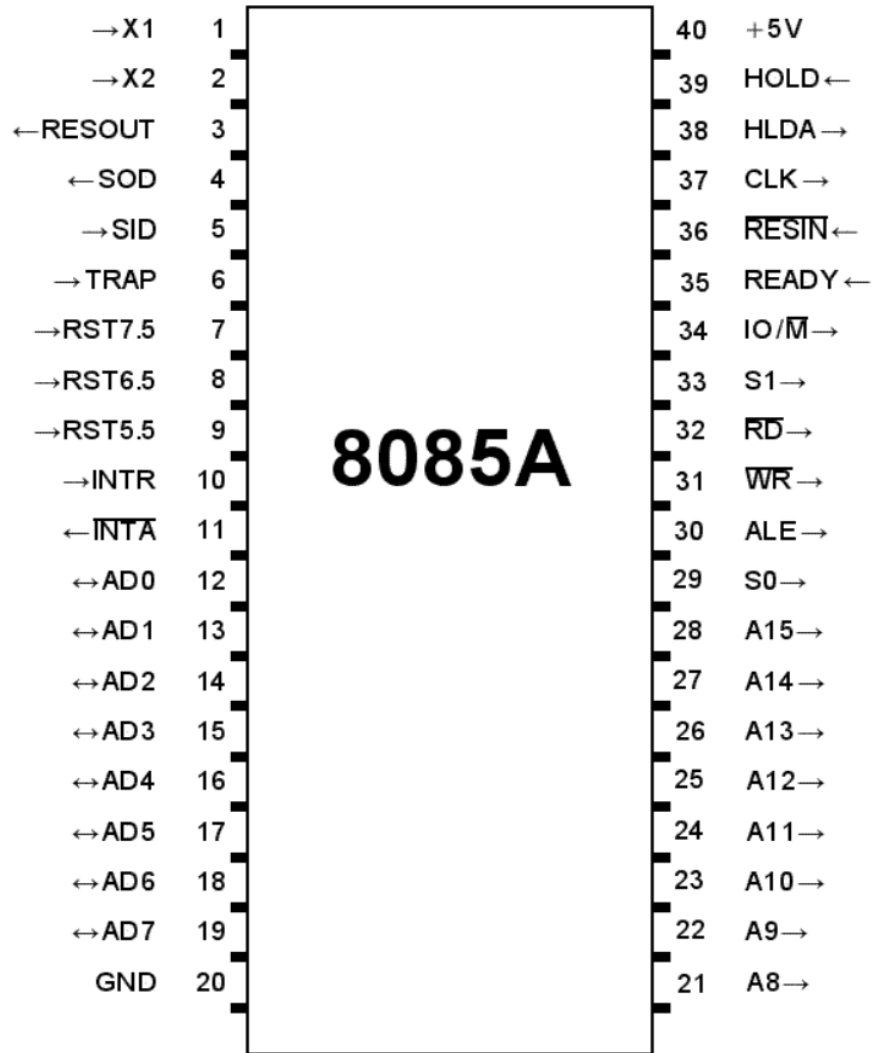 →X1 1 40 +5V
→X2 2 39 HOLD←
←RESOUT 3 38 HLDA→
←SOD 4 37 CLK→
→SID 5 36 R̅E̅S̅I̅N̅←
→TRAP 6 35 READY←
→RST7.5 7 34 IO/M̅→
→RST6.5 8 33 S1→
→RST5.5 9 32 R̅D̅→
8085A
→INTR 10 31 W̅R̅→
←I̅N̅T̅A̅ 11 30 ALE→
↔AD0 12 29 S0→
↔AD1 13 28 A15→
↔AD2 14 27 A14→
↔AD3 15 26 A13→
↔AD4 16 25 A12→
↔AD5 17 24 A11→
↔AD6 18 23 A10→
↔AD7 19 22 A9→
GND 20 21 A8→